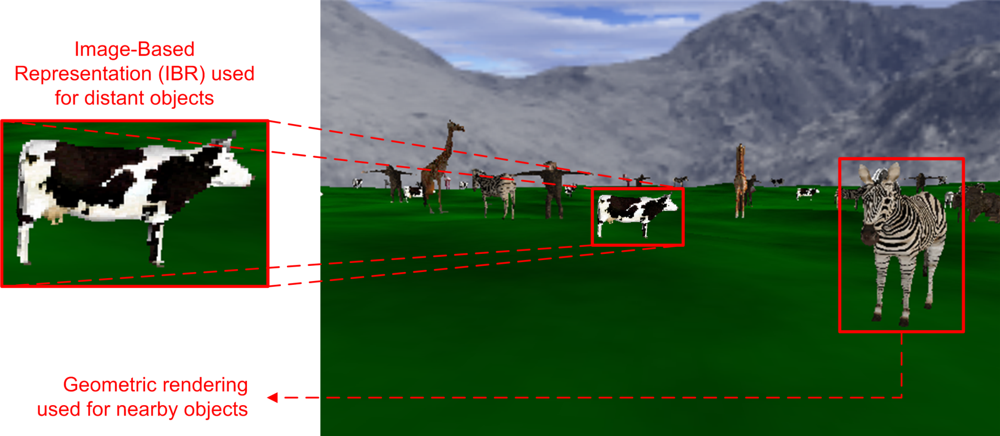 Image-Based
Representation (IBR) used
for distant objects
Geometric rendering
used for nearby objects